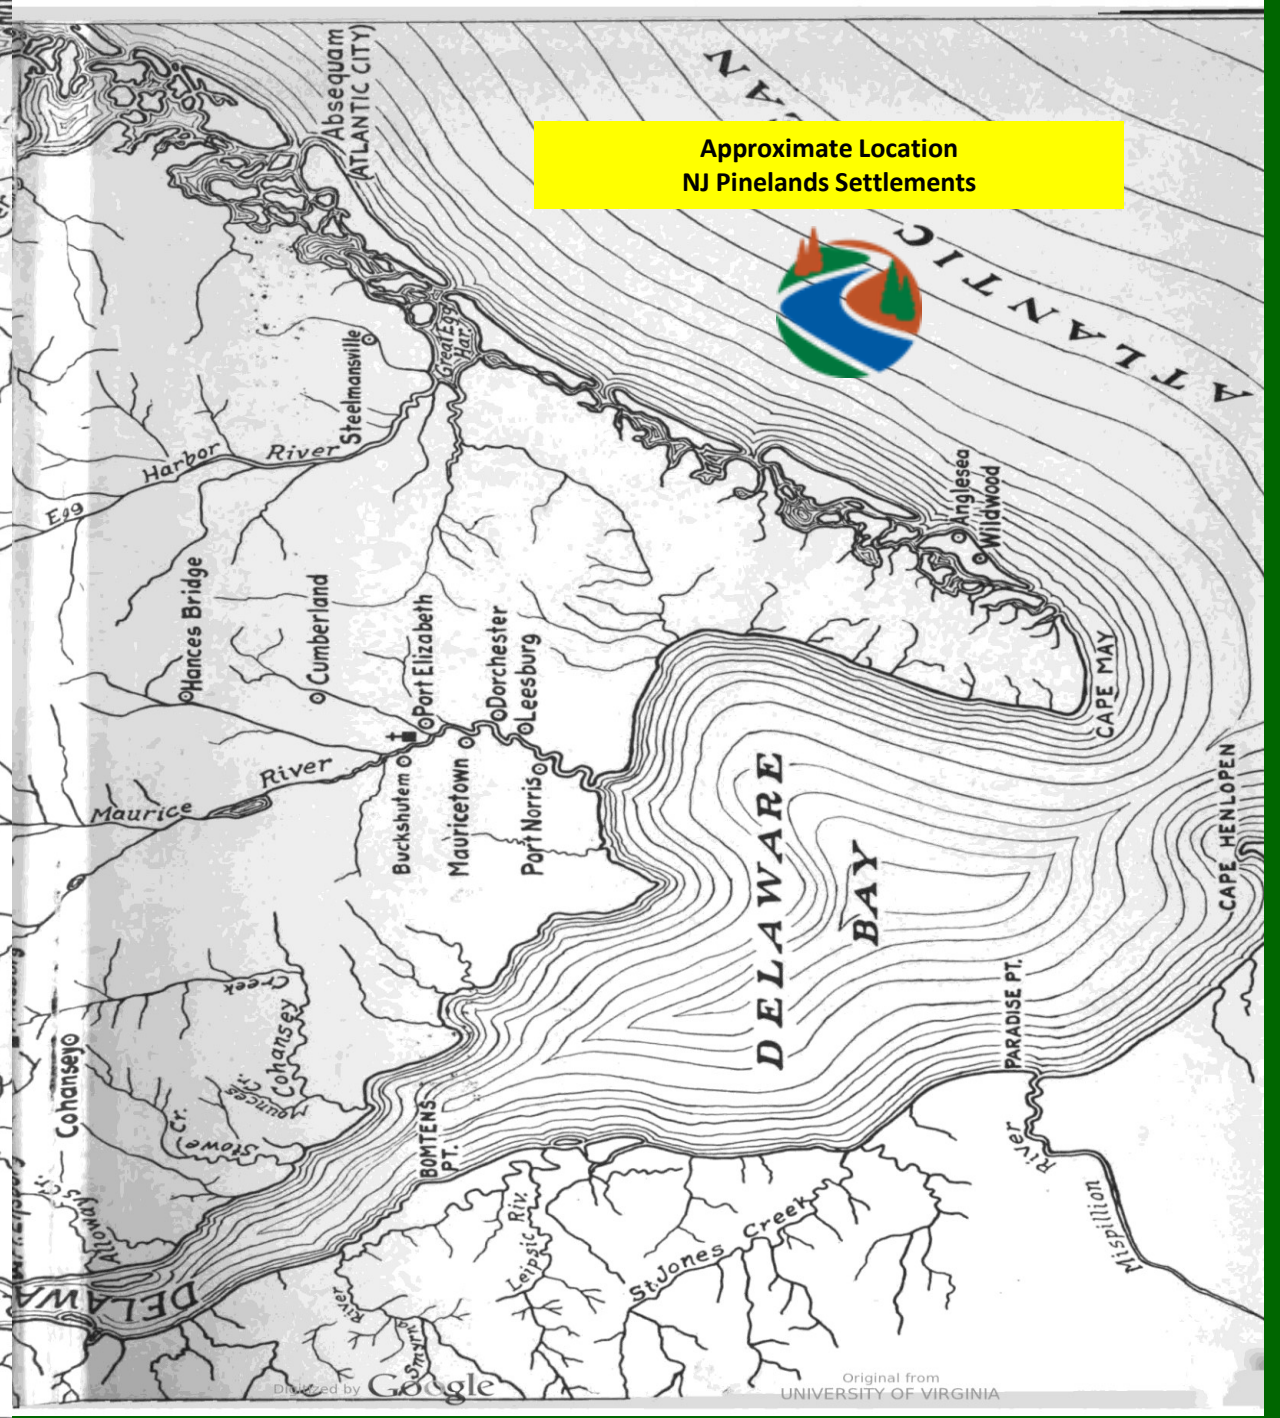 Absequam
(ATLANTIC CITY)
ATLANTIC
Approximate Location
NJ Pinelands Settlements
Great Egg
Har.
Steelmansville
Egg
Harbor
River
Anglesea
Wildwood
Hances Bridge
Cumberland
Port Elizabeth
Dorchester
Leesburg
CAPE MAY
Maurice
River
Buckshutem
Mauricetown
Port Norris
DELAWARE
BAY
CAPE HENLOPEN
Creek
Cohansey
Cohanseyo
Maunces
Cr.
Stowe
Cr.
PARADISE PT.
BOMTENS
PT.
Alloways
Cr.
River
Mispillion
Leipsic Riv.
St. Jones Creek
River
Smyrna
DELAWA
Digitized by Google
Original from
UNIVERSITY OF VIRGINIA